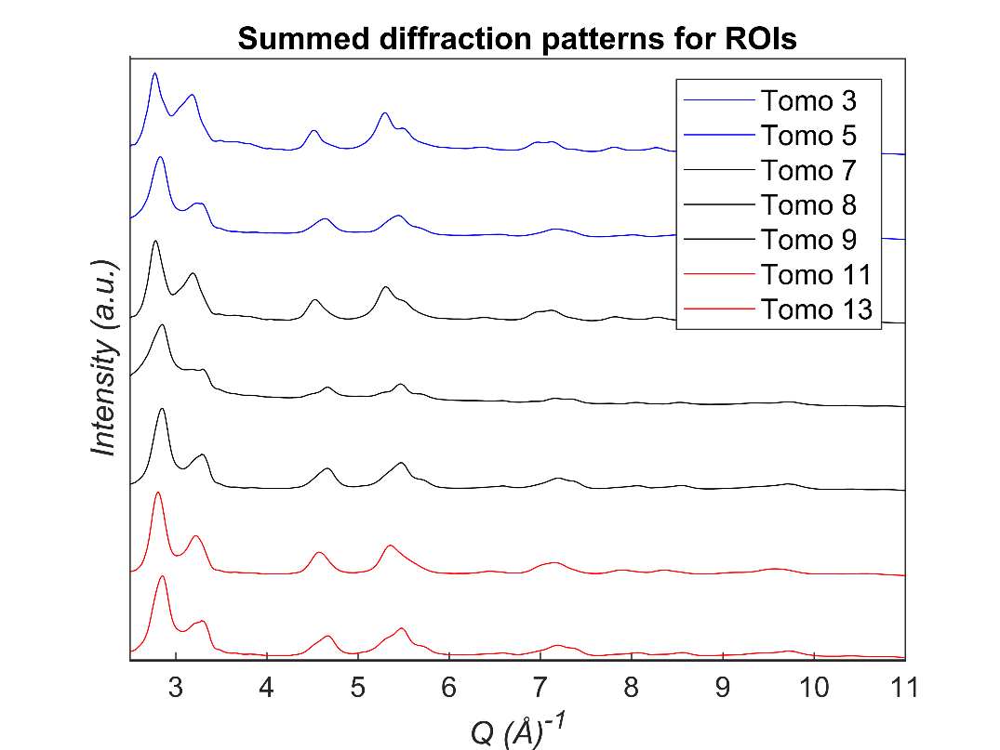 Summed diffraction patterns for ROIs
Tomo 3
Tomo 5
Tomo 7
Tomo 8
Tomo 9
Tomo 11
Tomo 13
Intensity (a.u.)
3 4 5 6 7 8 9 10 11
Q (Å)-1